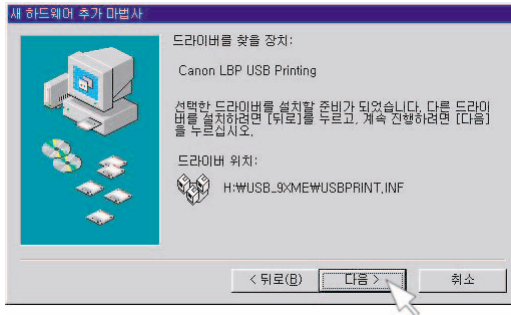 새 하드웨어 추가 마법사
드라이버를 찾을 장치:
Canon LBP USB Printing
선택한 드라이버를 설치할 준비가 되었습니다. 다른 드라이
버를 설치하려면 [뒤로]를 누르고, 계속 진행하려면 [다음]
을 누르십시오.
드라이버 위치:
H:₩USB_9XME₩USBPRINT.INF
< 뒤로(B) 다음 > 취소